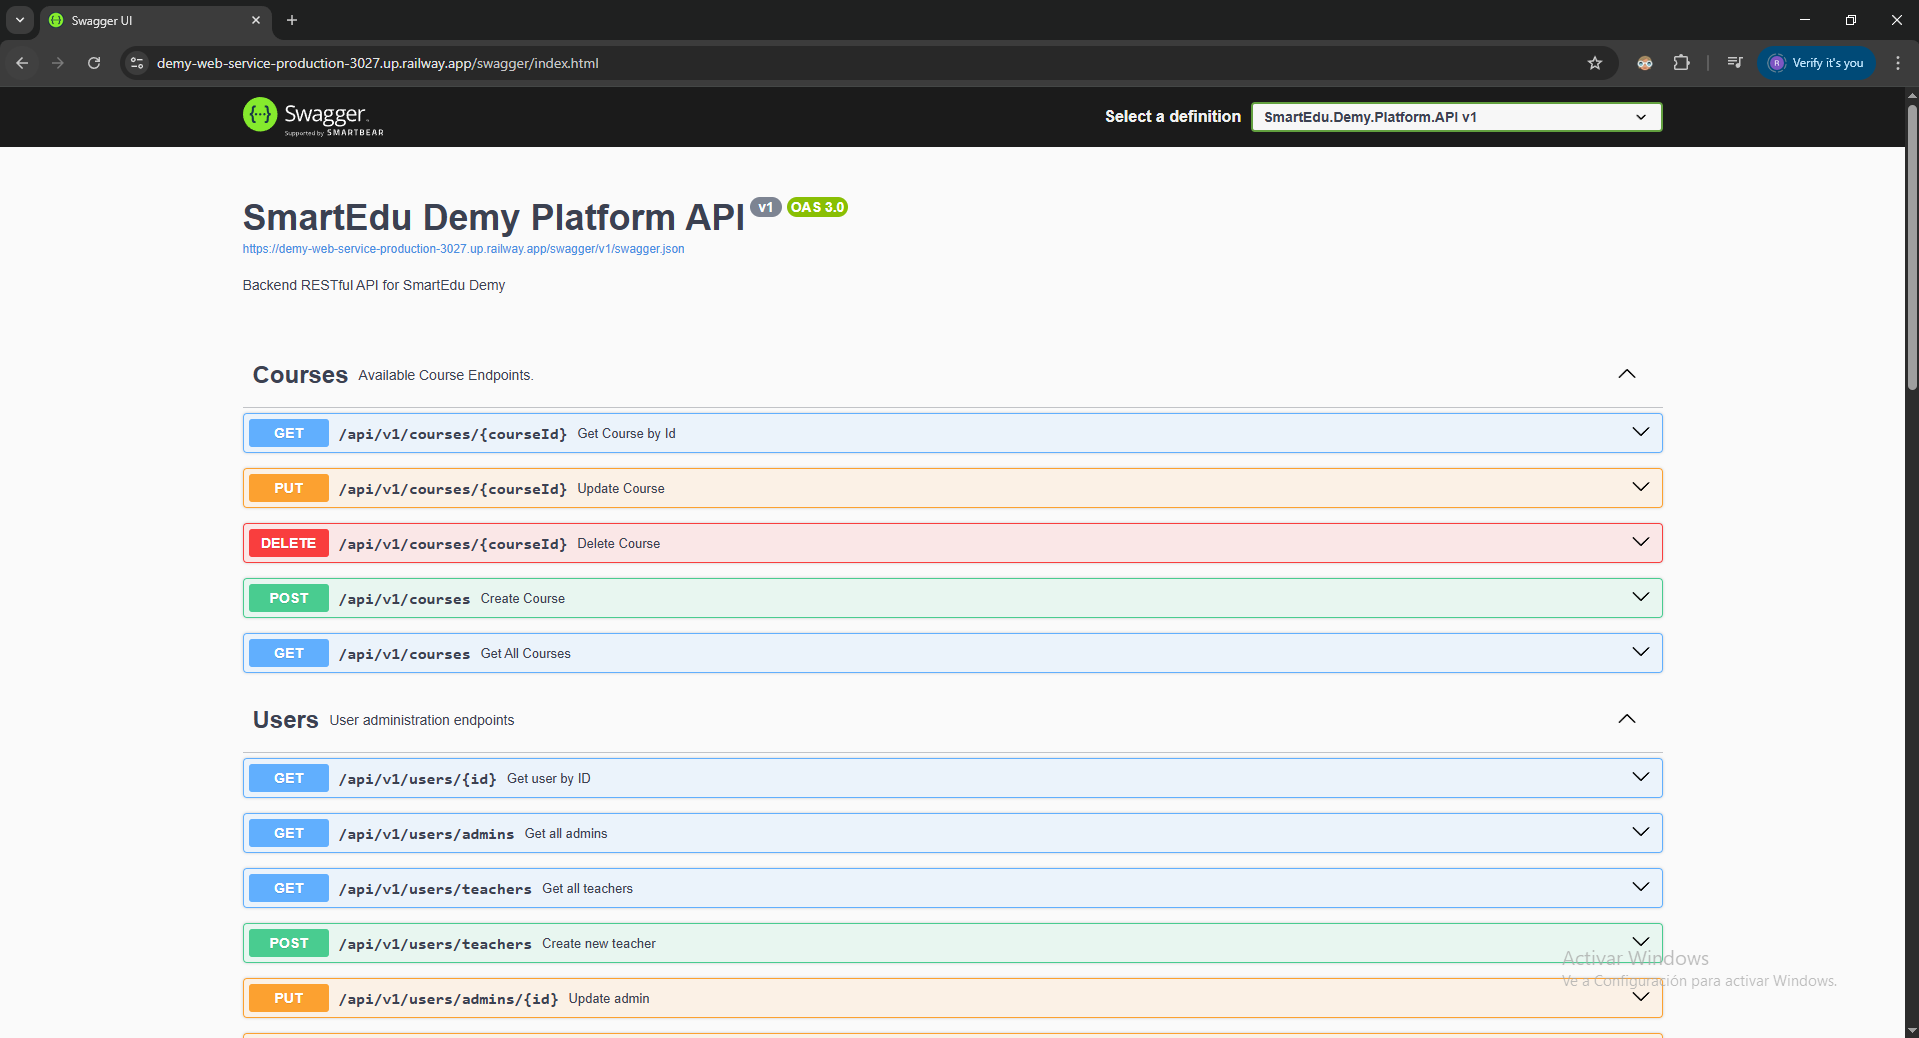 Swagger UI
demy-web-service-production-3027.up.railway.app/swagger/index.html
R Verify it's you
Swagger
Supported by SMARTBEAR
Select a definition
SmartEdu.Demy.Platform.API v1
SmartEdu Demy Platform API v1 OAS 3.0
https://demy-web-service-production-3027.up.railway.app/swagger/v1/swagger.json
Backend RESTful API for SmartEdu Demy
Courses Available Course Endpoints.
GET /api/v1/courses/{courseId} Get Course by Id
PUT /api/v1/courses/{courseId} Update Course
DELETE /api/v1/courses/{courseId} Delete Course
POST /api/v1/courses Create Course
GET /api/v1/courses Get All Courses
Users User administration endpoints
GET /api/v1/users/{id} Get user by ID
GET /api/v1/users/admins Get all admins
GET /api/v1/users/teachers Get all teachers
POST /api/v1/users/teachers Create new teacher
Activar Windows
Ve a Configuración para activar Windows.
PUT /api/v1/users/admins/{id} Update admin